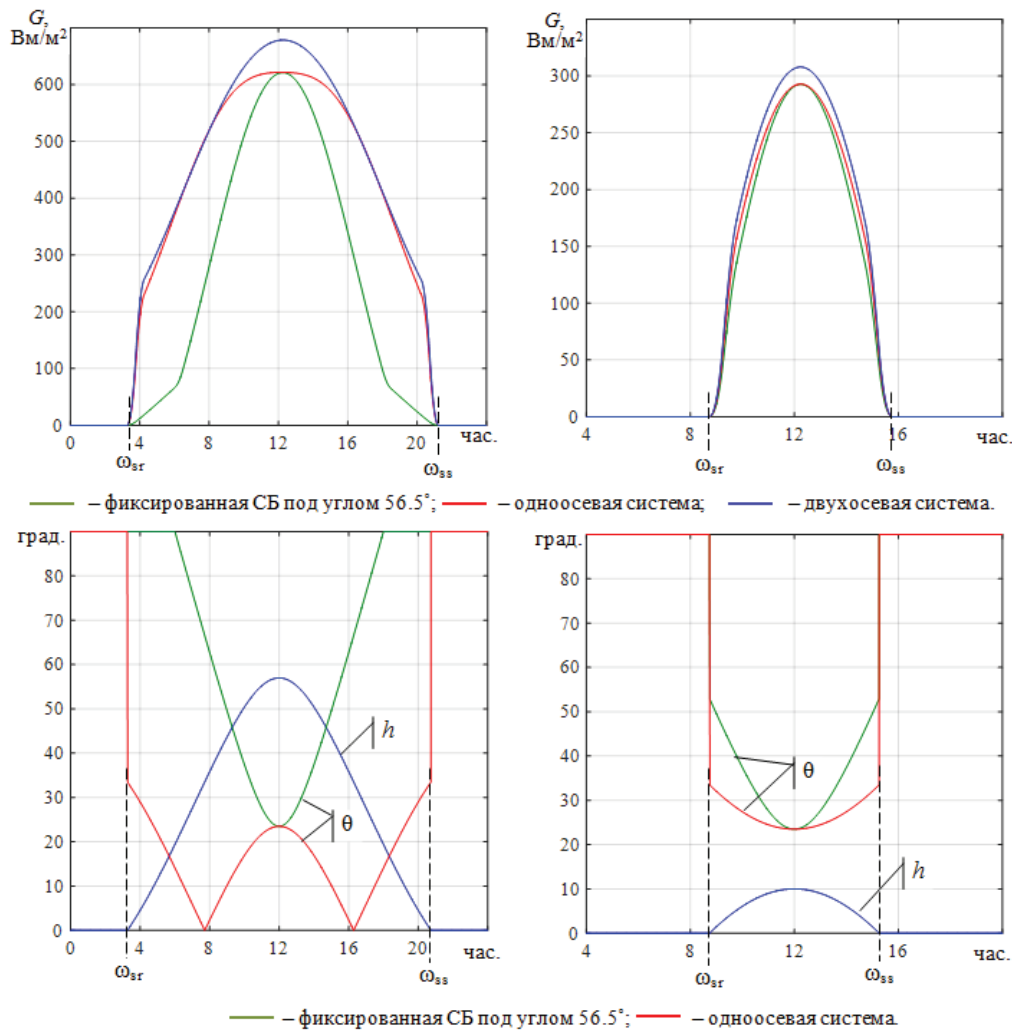 G,
Вт/м²
600
500
400
300
200
100
0
0 4 8 12 16 20 час.
ωsr ωss
G,
Вт/м²
300
250
200
150
100
50
0
4 8 12 16 час.
ωsr ωss
– фиксированная СБ под углом 56.5˚; – одноосевая система; – двухосевая система.
град.
80
70
60
50
40
30
20
10
0
h
θ
0 4 8 12 16 20 час.
ωsr ωss
град.
80
70
60
50
40
30
20
10
0
θ
h
4 8 12 16 час.
ωsr ωss
– фиксированная СБ под углом 56.5˚; – одноосевая система.